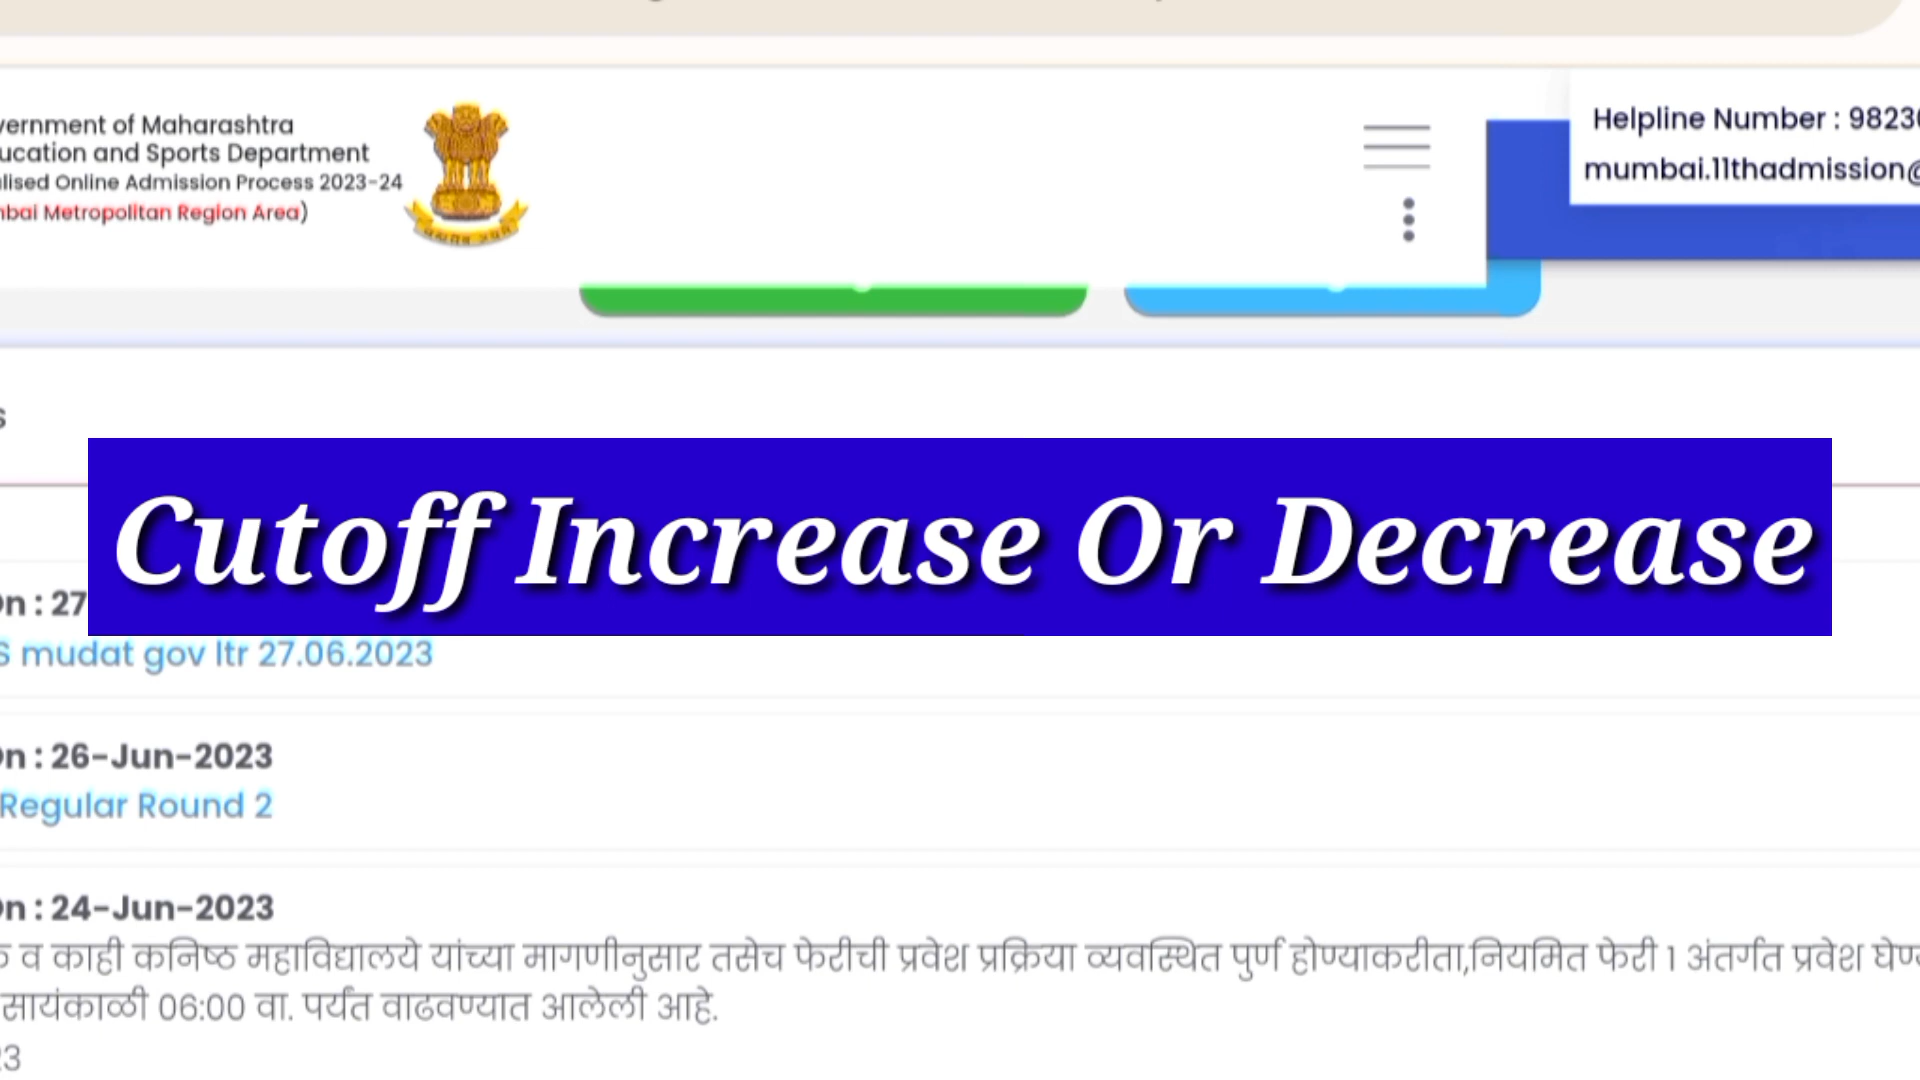 vernment of Maharashtra
ucation and Sports Department
lised Online Admission Process 2023-24
nbai Metropolitan Region Area)
Helpline Number : 9823
mumbai.11thadmission@
s
Cutoff Increase Or Decrease
On : 27
S mudat gov ltr 27.06.2023
On : 26-Jun-2023
Regular Round 2
On : 24-Jun-2023
व काही कनिष्ठ महाविद्यालये यांच्या मागणीनुसार तसेच फेरीची प्रवेश प्रक्रिया व्यवस्थित पुर्ण होण्याकरीता,नियमित फेरी 1 अंतर्गत प्रवेश घेण्
सायंकाळी 06:00 वा. पर्यंत वाढवण्यात आलेली आहे.
23